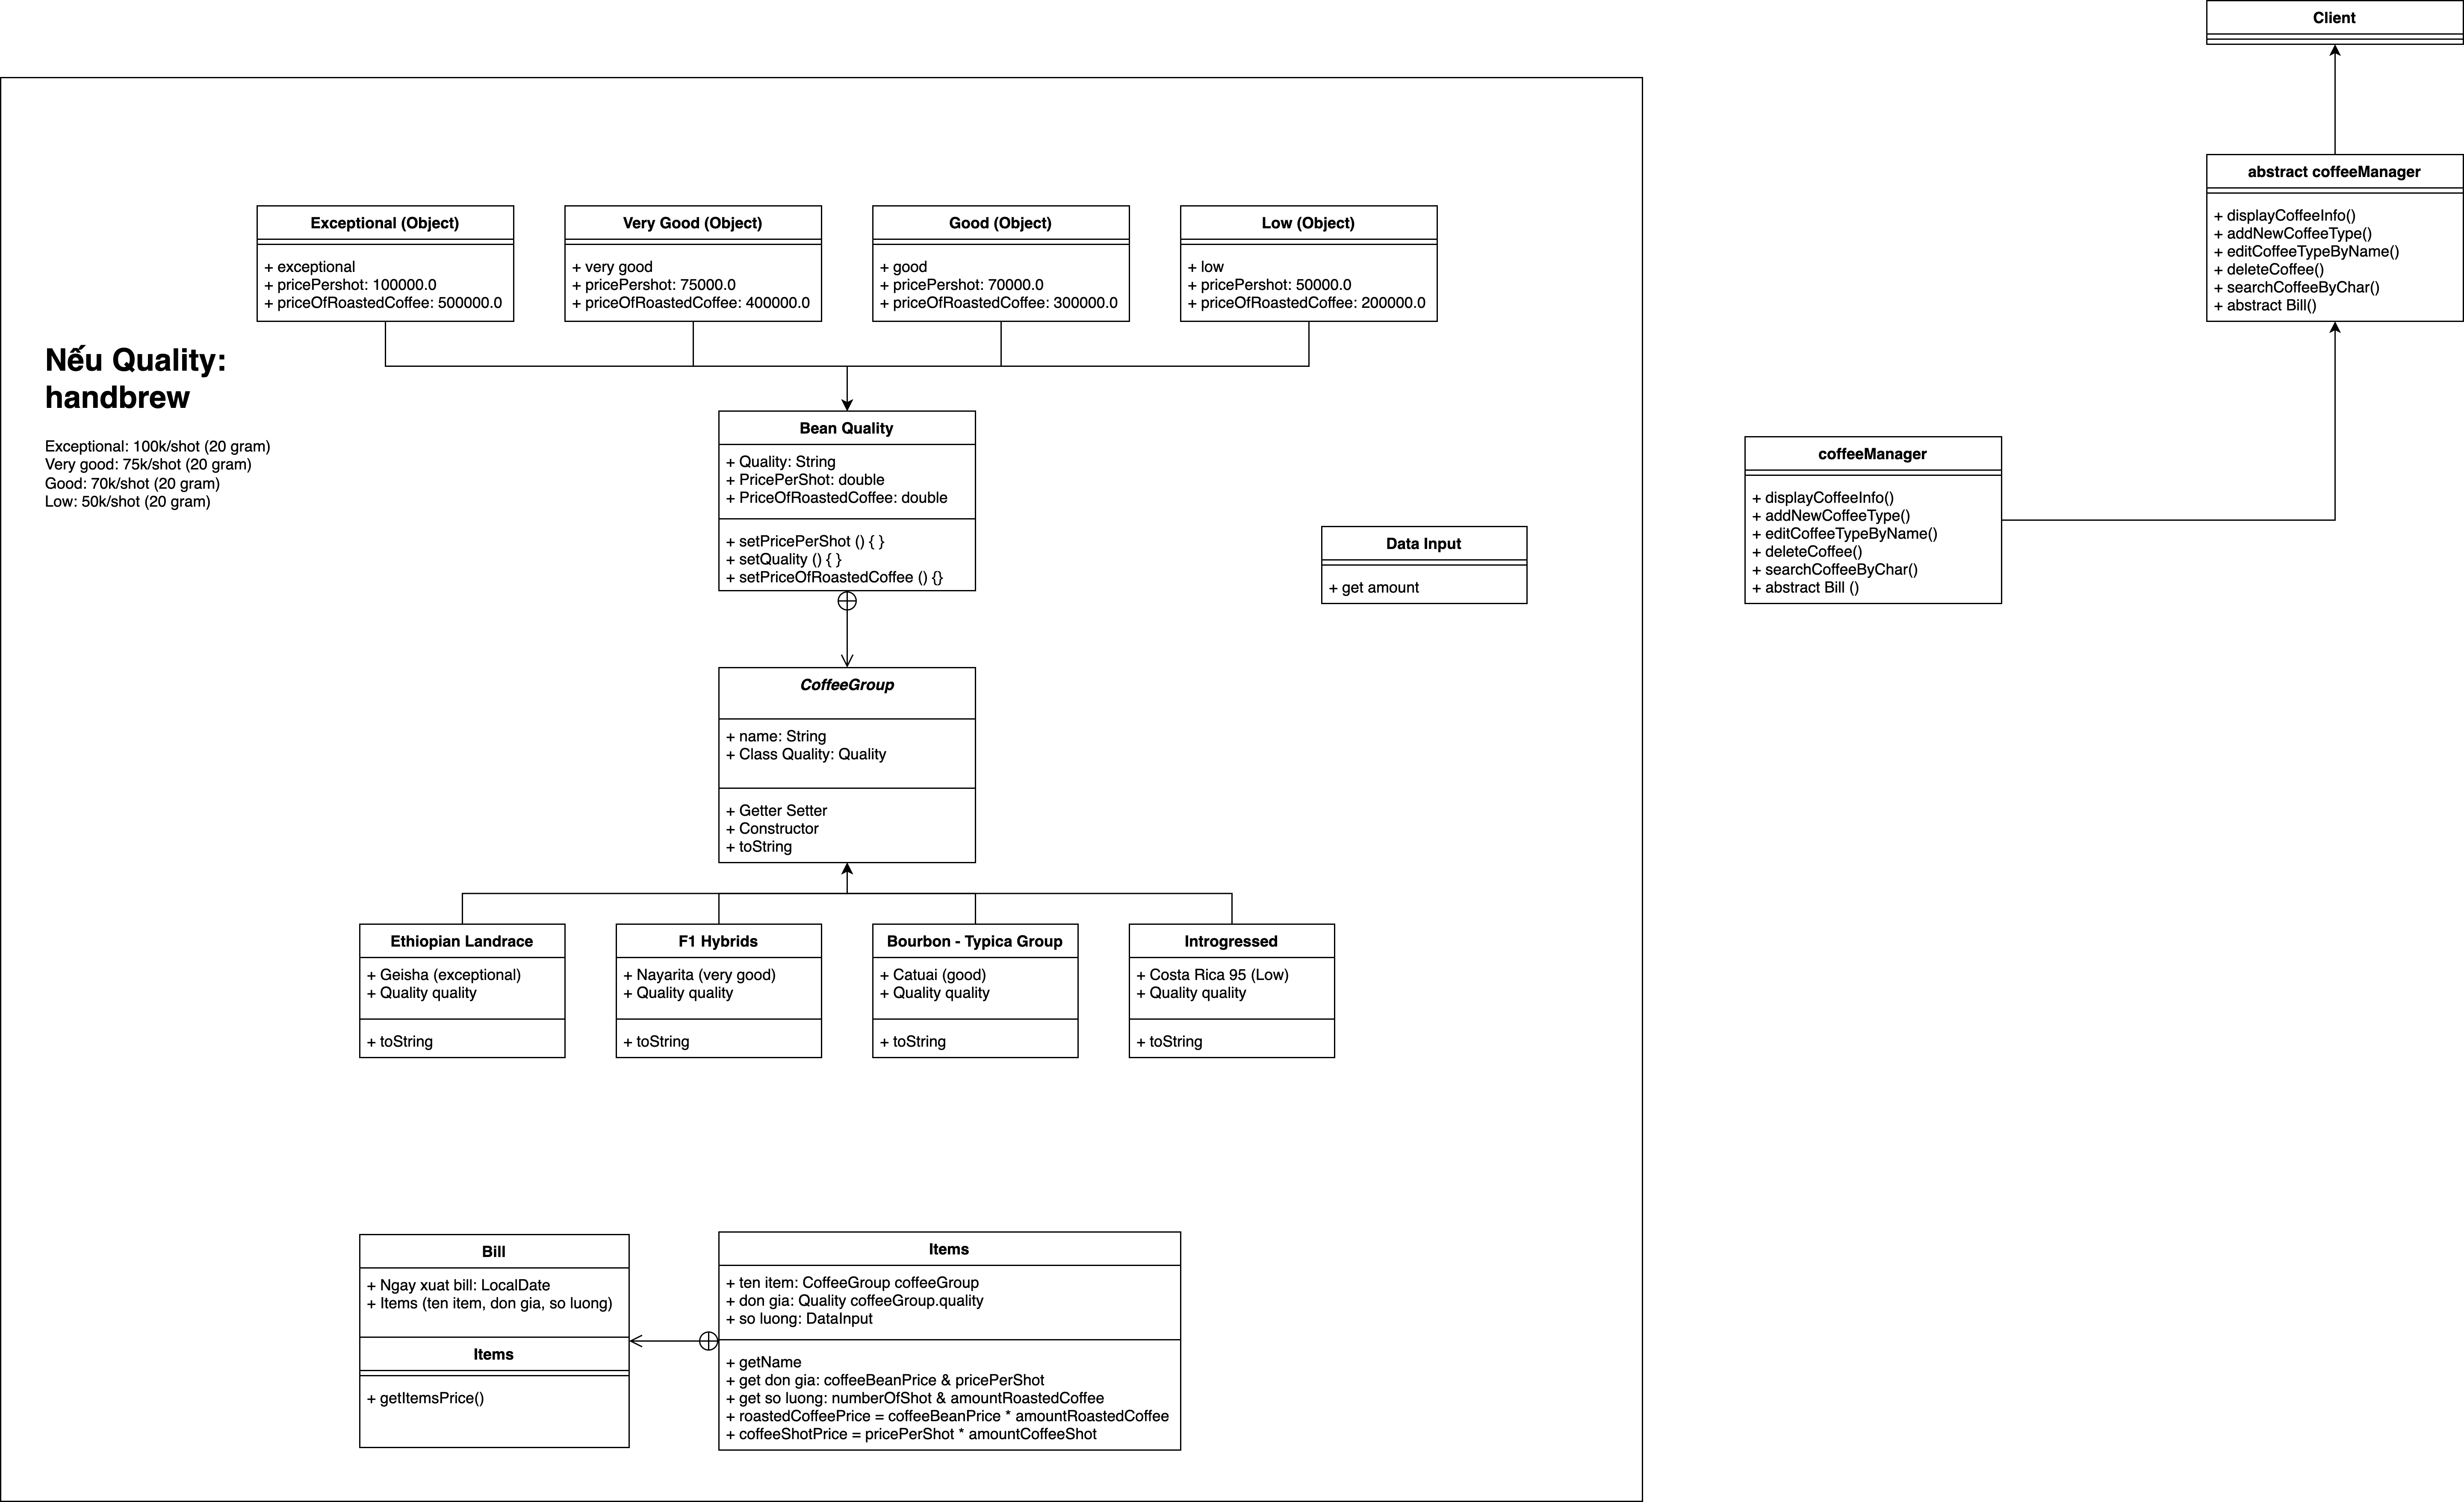 Client
abstract coffeeManager
+ displayCoffeeInfo()
+ addNewCoffeeType()
+ editCoffeeTypeByName()
+ deleteCoffee()
+ searchCoffeeByChar()
+ abstract Bill()
Exceptional (Object)
+ exceptional
+ pricePershot: 100000.0
+ priceOfRoastedCoffee: 500000.0
Very Good (Object)
+ very good
+ pricePershot: 75000.0
+ priceOfRoastedCoffee: 400000.0
Good (Object)
+ good
+ pricePershot: 70000.0
+ priceOfRoastedCoffee: 300000.0
Low (Object)
+ low
+ pricePershot: 50000.0
+ priceOfRoastedCoffee: 200000.0
Nếu Quality:
handbrew
Exceptional: 100k/shot (20 gram)
Very good: 75k/shot (20 gram)
Good: 70k/shot (20 gram)
Low: 50k/shot (20 gram)
Bean Quality
+ Quality: String
+ PricePerShot: double
+ PriceOfRoastedCoffee: double
+ setPricePerShot () { }
+ setQuality () { }
+ setPriceOfRoastedCoffee () {}
Data Input
+ get amount
coffeeManager
+ displayCoffeeInfo()
+ addNewCoffeeType()
+ editCoffeeTypeByName()
+ deleteCoffee()
+ searchCoffeeByChar()
+ abstract Bill ()
CoffeeGroup
+ name: String
+ Class Quality: Quality
+ Getter Setter
+ Constructor
+ toString
Ethiopian Landrace
+ Geisha (exceptional)
+ Quality quality
+ toString
F1 Hybrids
+ Nayarita (very good)
+ Quality quality
+ toString
Bourbon - Typica Group
+ Catuai (good)
+ Quality quality
+ toString
Introgressed
+ Costa Rica 95 (Low)
+ Quality quality
+ toString
Bill
+ Ngay xuat bill: LocalDate
+ Items (ten item, don gia, so luong)
Items
+ getItemsPrice()
Items
+ ten item: CoffeeGroup coffeeGroup
+ don gia: Quality coffeeGroup.quality
+ so luong: DataInput
+ getName
+ get don gia: coffeeBeanPrice & pricePerShot
+ get so luong: numberOfShot & amountRoastedCoffee
+ roastedCoffeePrice = coffeeBeanPrice * amountRoastedCoffee
+ coffeeShotPrice = pricePerShot * amountCoffeeShot